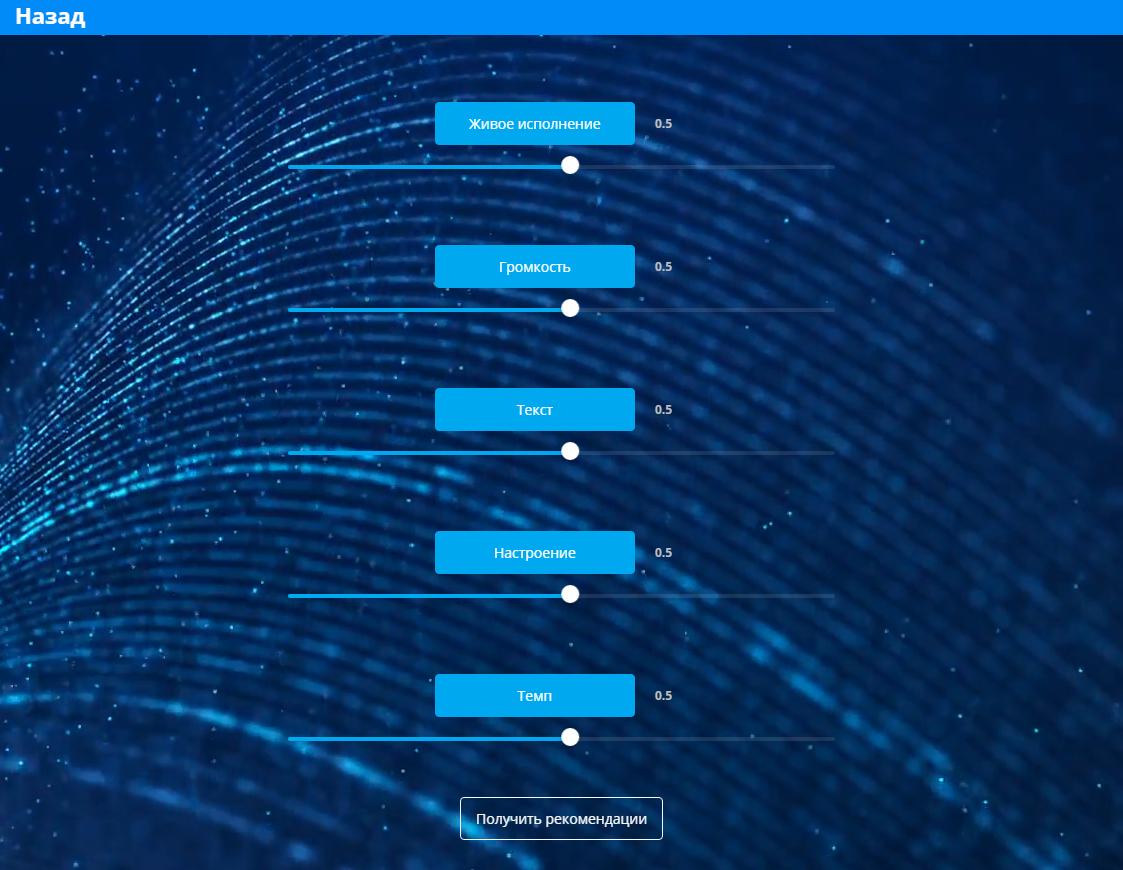 Назад
Живое исполнение 0.5
Громкость 0.5
Текст 0.5
Настроение 0.5
Темп 0.5
Получить рекомендации